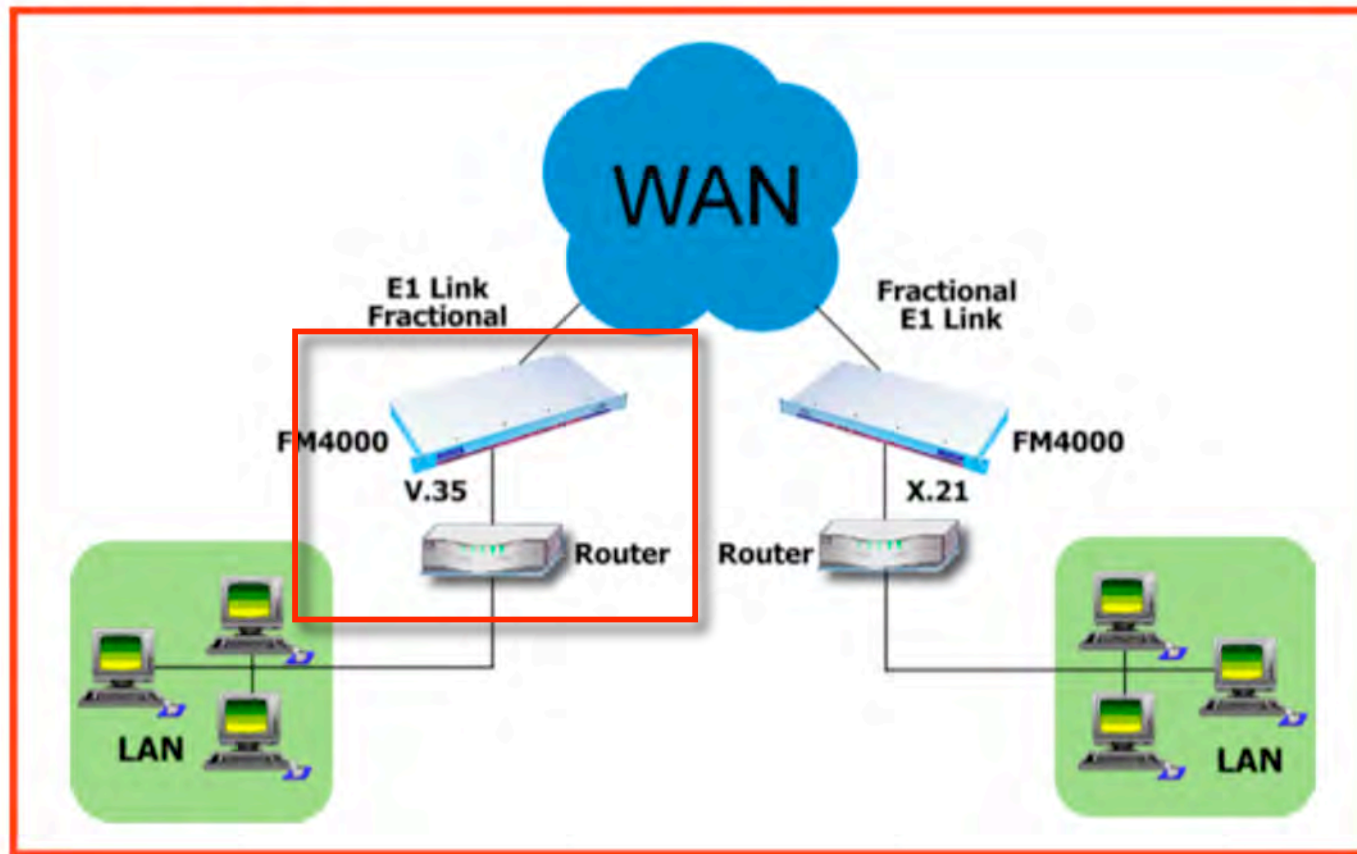 WAN
E1 Link
Fractional
Fractional
E1 Link
FM4000
FM4000
V.35
X.21
Router
Router
LAN
LAN